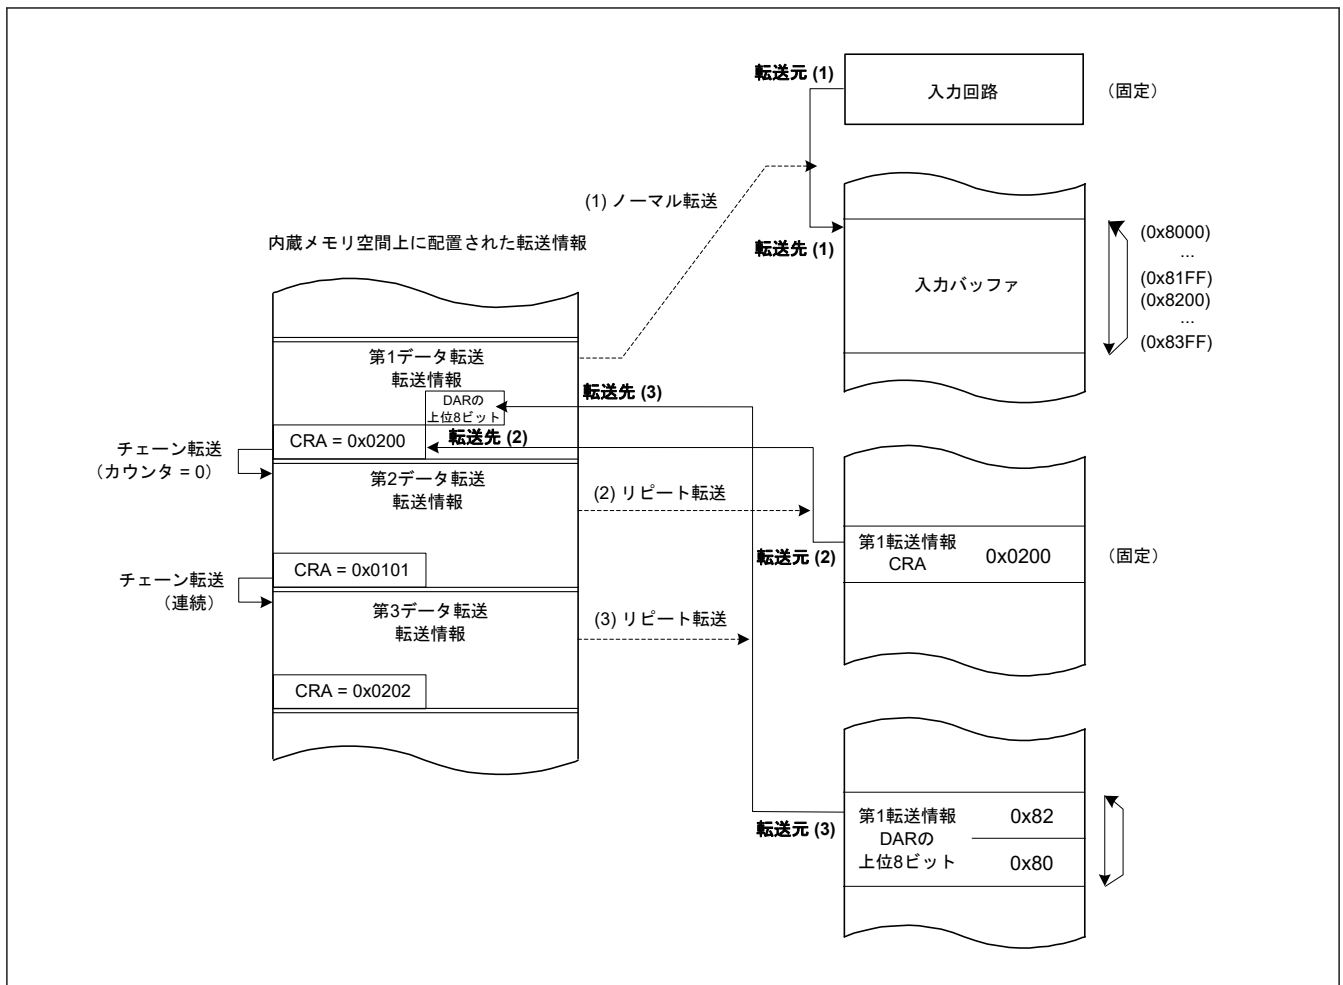 転送元 (1)
入力回路
（固定）
(1) ノーマル転送
転送先 (1)
入力バッファ
(0x8000)
...
(0x81FF)
(0x8200)
...
(0x83FF)
内蔵メモリ空間上に配置された転送情報
第1データ転送
転送情報
DARの
上位8ビット
転送先 (3)
CRA = 0x0200
転送先 (2)
チェーン転送
（カウンタ = 0）
第2データ転送
転送情報
(2) リピート転送
CRA = 0x0101
転送元 (2)
第1転送情報
CRA
0x0200
（固定）
チェーン転送
（連続）
第3データ転送
転送情報
(3) リピート転送
CRA = 0x0202
転送元 (3)
第1転送情報
DARの
上位8ビット
0x82
0x80